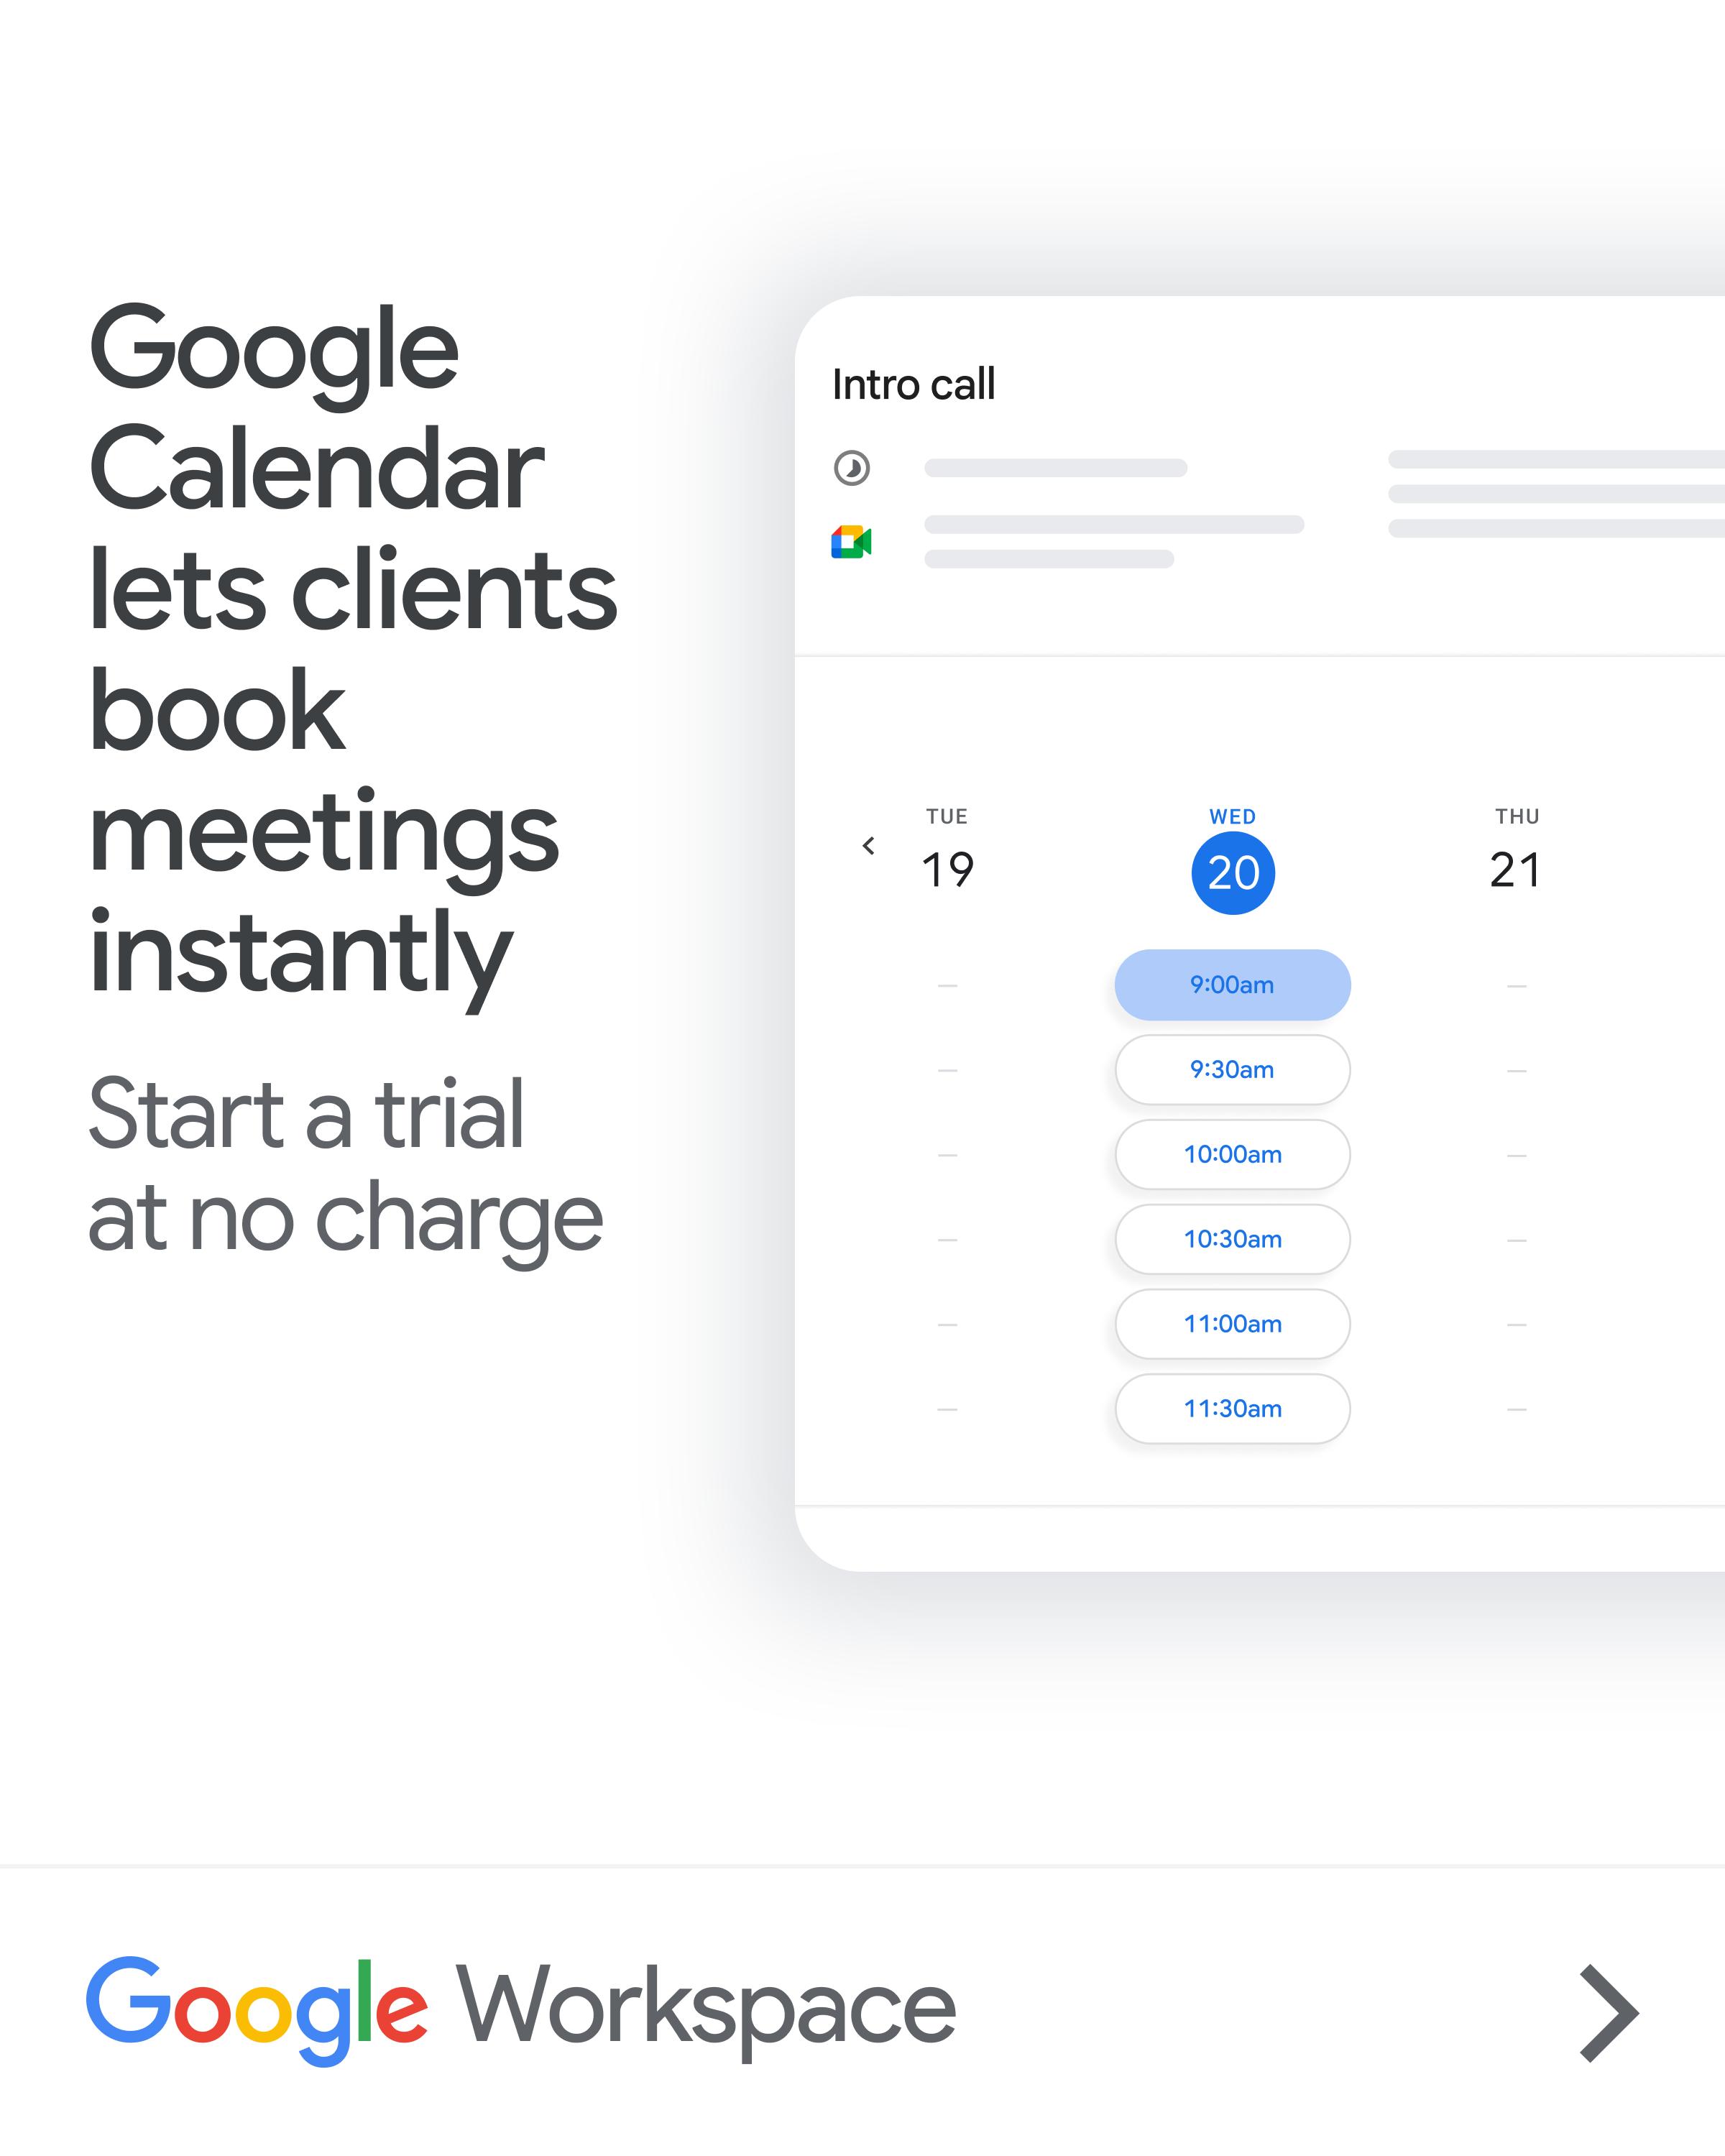 Google
Calendar
lets clients
book
meetings
instantly
Start a trial
at no charge
Intro call
TUE WED THU
19 20 21
9:00am
9:30am
10:00am
10:30am
11:00am
11:30am
Google Workspace